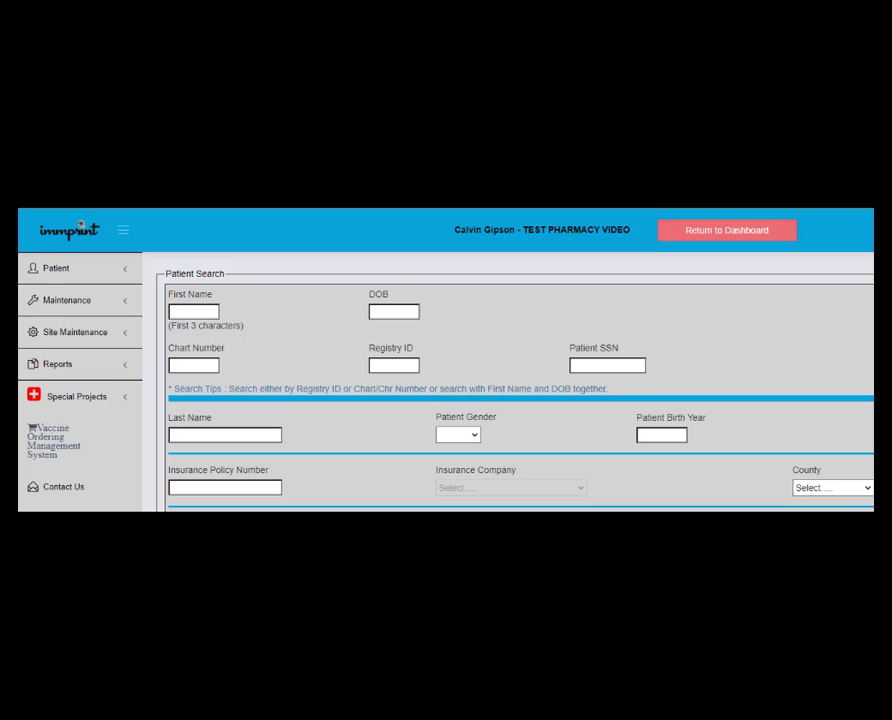 immprint
Calvin Gipson - TEST PHARMACY VIDEO
Return to Dashboard
Patient
Maintenance
Site Maintenance
Reports
Special Projects
Vaccine
Ordering
Management
System
Contact Us
Patient Search
First Name
DOB
(First 3 characters)
Chart Number
Registry ID
Patient SSN
* Search Tips : Search either by Registry ID or Chart/Chr Number or search with First Name and DOB together.
Last Name
Patient Gender
Patient Birth Year
Insurance Policy Number
Insurance Company
County
Select.....
Select.....